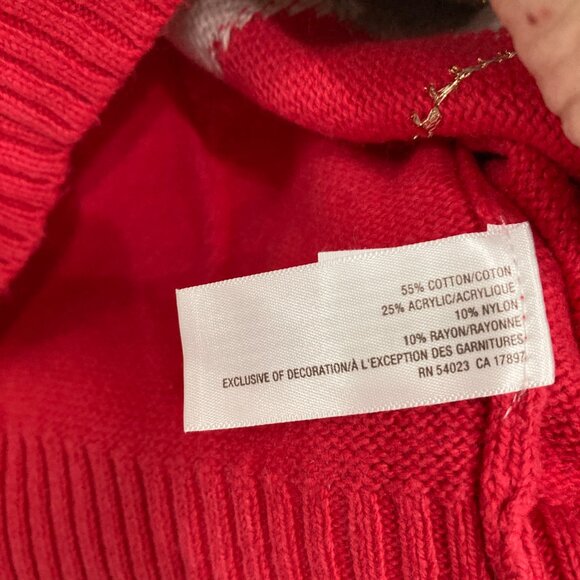 55% COTTON/COTON
25% ACRYLIC/ACRYLIQUE
10% NYLON
10% RAYON/RAYONNE
EXCLUSIVE OF DECORATION/À L'EXCEPTION DES GARNITURES
RN 54023 CA 17897